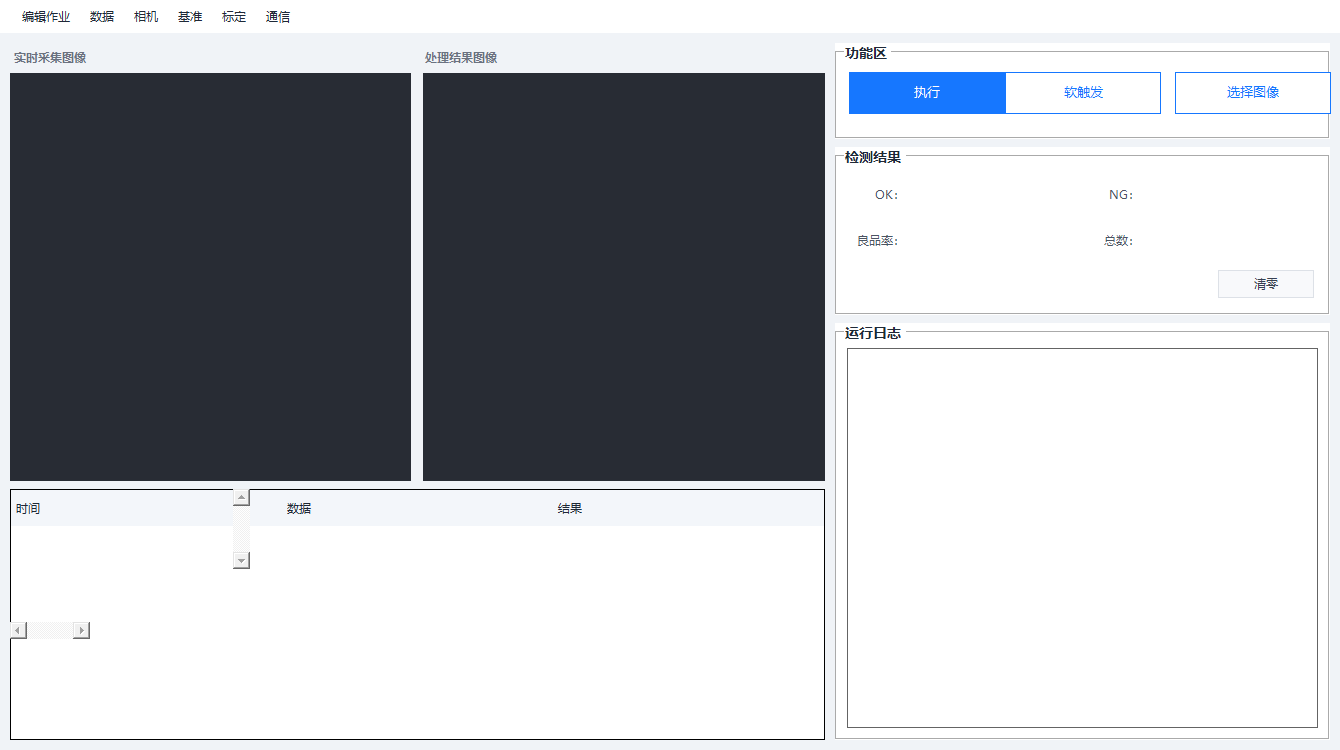 编辑作业 数据 相机 基准 标定 通信
实时采集图像
处理结果图像
时间 数据 结果
功能区
执行 软触发 选择图像
检测结果
OK: NG:
良品率: 总数:
清零
运行日志